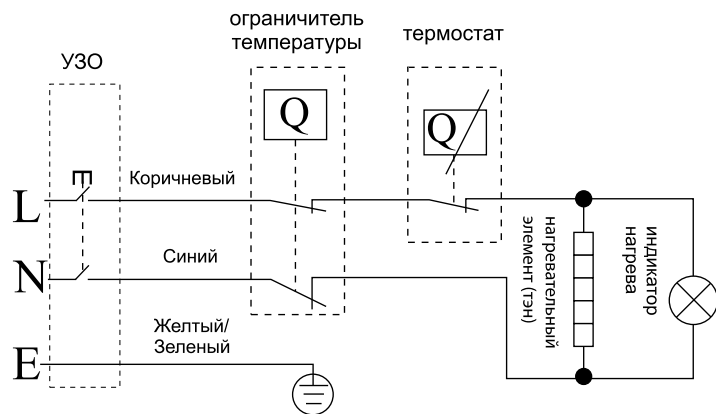 ограничитель
температуры
термостат
УЗО
Q
Q
E
L
Коричневый
N
Синий
нагревательный
элемент (тэн)
индикатор
нагрева
Желтый/
Зеленый
E